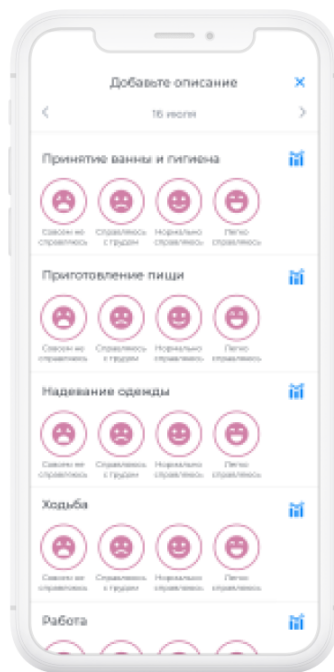 Добавьте описание
16 июля
Принятие ванны и гигиена
Совсем не справляюсь
Справляюсь с трудом
Нормально справляюсь
Легко справляюсь
Приготовление пищи
Совсем не справляюсь
Справляюсь с трудом
Нормально справляюсь
Легко справляюсь
Надевание одежды
Совсем не справляюсь
Справляюсь с трудом
Нормально справляюсь
Легко справляюсь
Ходьба
Совсем не справляюсь
Справляюсь с трудом
Нормально справляюсь
Легко справляюсь
Работа